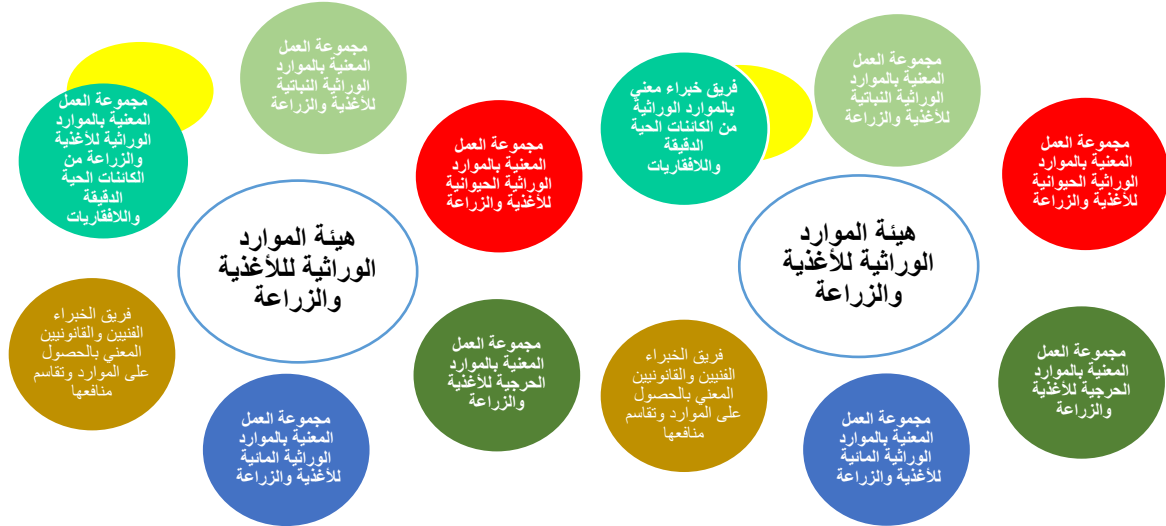 مجموعة العمل
المعنية بالموارد
الوراثية النباتية
للأغذية والزراعة
فريق خبراء معني
بالموارد الوراثية
من الكائنات الحية
الدقيقة
واللافقاريات
مجموعة العمل
المعنية بالموارد
الوراثية الحيوانية
للأغذية والزراعة
هيئة الموارد
الوراثية للأغذية
والزراعة
مجموعة العمل
المعنية بالموارد
الحرجية للأغذية
والزراعة
فريق الخبراء
الفنيين والقانونيين
المعني بالحصول
على الموارد وتقاسم
منافعها
مجموعة العمل
المعنية بالموارد
الوراثية المائية
للأغذية والزراعة
مجموعة العمل
المعنية بالموارد
الوراثية النباتية
للأغذية والزراعة
مجموعة العمل
المعنية بالموارد
الوراثية للأغذية
والزراعة من
الكائنات الحية
الدقيقة
واللافقاريات
مجموعة العمل
المعنية بالموارد
الوراثية الحيوانية
للأغذية والزراعة
هيئة الموارد
الوراثية لللأغذية
والزراعة
فريق الخبراء
الفنيين والقانونيين
المعني بالحصول
على الموارد وتقاسم
منافعها
مجموعة العمل
المعنية بالموارد
الحرجية للأغذية
والزراعة
مجموعة العمل
المعنية بالموارد
الوراثية المائية
للأغذية والزراعة